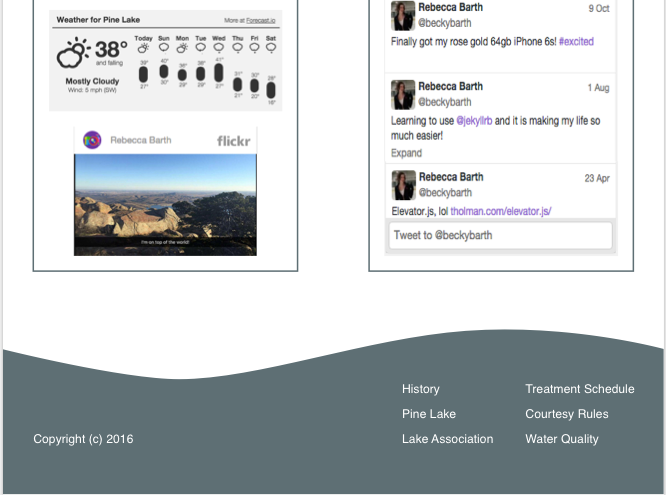 Weather for Pine Lake
More at Forecast.io
38°
and falling
Mostly Cloudy
Wind: 5 mph (SW)
Today Sun Mon Tue Wed Thu Fri Sat
39° 40° 36° 38° 41° 31° 30° 28°
21° 30° 29° 29° 21° 21° 20° 16°
Rebecca Barth flickr
I'm on top of the world!
Rebecca Barth 9 Oct
@beckybarth
Finally got my rose gold 64gb iPhone 6s! #excited
Rebecca Barth 1 Aug
@beckybarth
Learning to use @jekyllrb and it is making my life so
much easier!
Expand
Rebecca Barth 23 Apr
@beckybarth
Elevator.js, lol tholman.com/elevator.js/
Tweet to @beckybarth
History
Pine Lake
Lake Association
Treatment Schedule
Courtesy Rules
Water Quality
Copyright (c) 2016